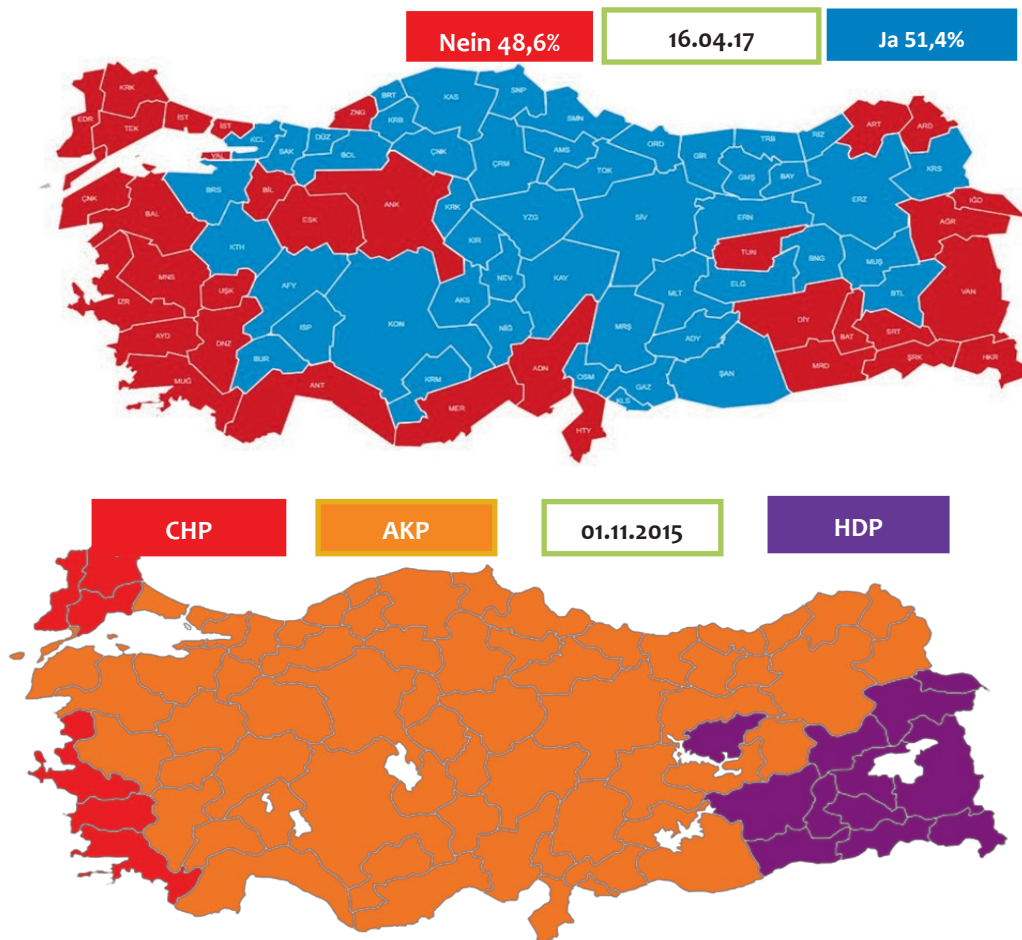 Nein 48,6%
16.04.17
Ja 51,4%
KRK
EDR
TEK
İST
İST
KCL
YAL
SAK
DÜZ
ZNG
BOL
BRT
KRB
KAS
SNP
ÇNK
SMN
ÇRM
AMS
TOK
ORD
GİR
TRB
GMŞ
BAY
RİZ
ART
ARD
KRS
ERZ
IĞD
AĞR
ÇNK
BAL
BRS
BİL
ESK
ANK
KRK
YZG
SİV
ERN
TUN
BNG
MUŞ
BTL
VAN
KTH
KIR
MNS
UŞK
AFY
NEV
KAY
MLT
ELĞ
DİY
BAT
SRT
ŞRK
HKR
İZR
AYD
DNZ
ISP
KON
AKS
NİĞ
MRŞ
ADY
MRD
MUĞ
BUR
ANT
KRM
MER
ADN
OSM
GAZ
KLS
ŞAN
HTY
CHP
AKP
01.11.2015
HDP